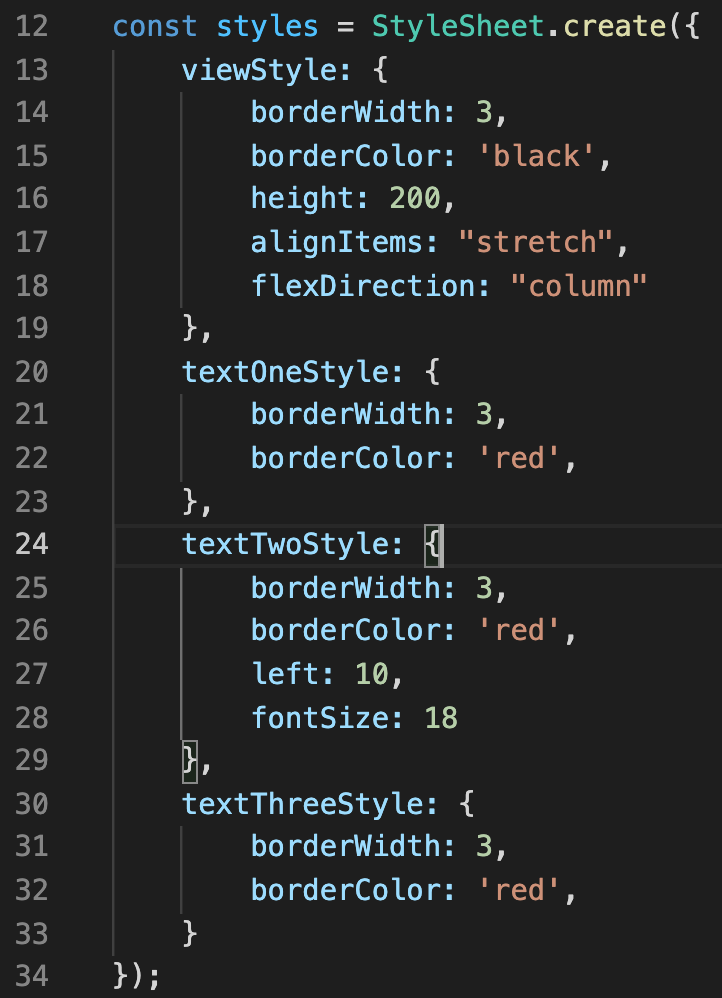 12 const styles = StyleSheet.create({
13     viewStyle: {
14         borderWidth: 3,
15         borderColor: 'black',
16         height: 200,
17         alignItems: "stretch",
18         flexDirection: "column"
19     },
20     textOneStyle: {
21         borderWidth: 3,
22         borderColor: 'red',
23     },
24     textTwoStyle: {
25         borderWidth: 3,
26         borderColor: 'red',
27         left: 10,
28         fontSize: 18
29     },
30     textThreeStyle: {
31         borderWidth: 3,
32         borderColor: 'red',
33     }
34 });